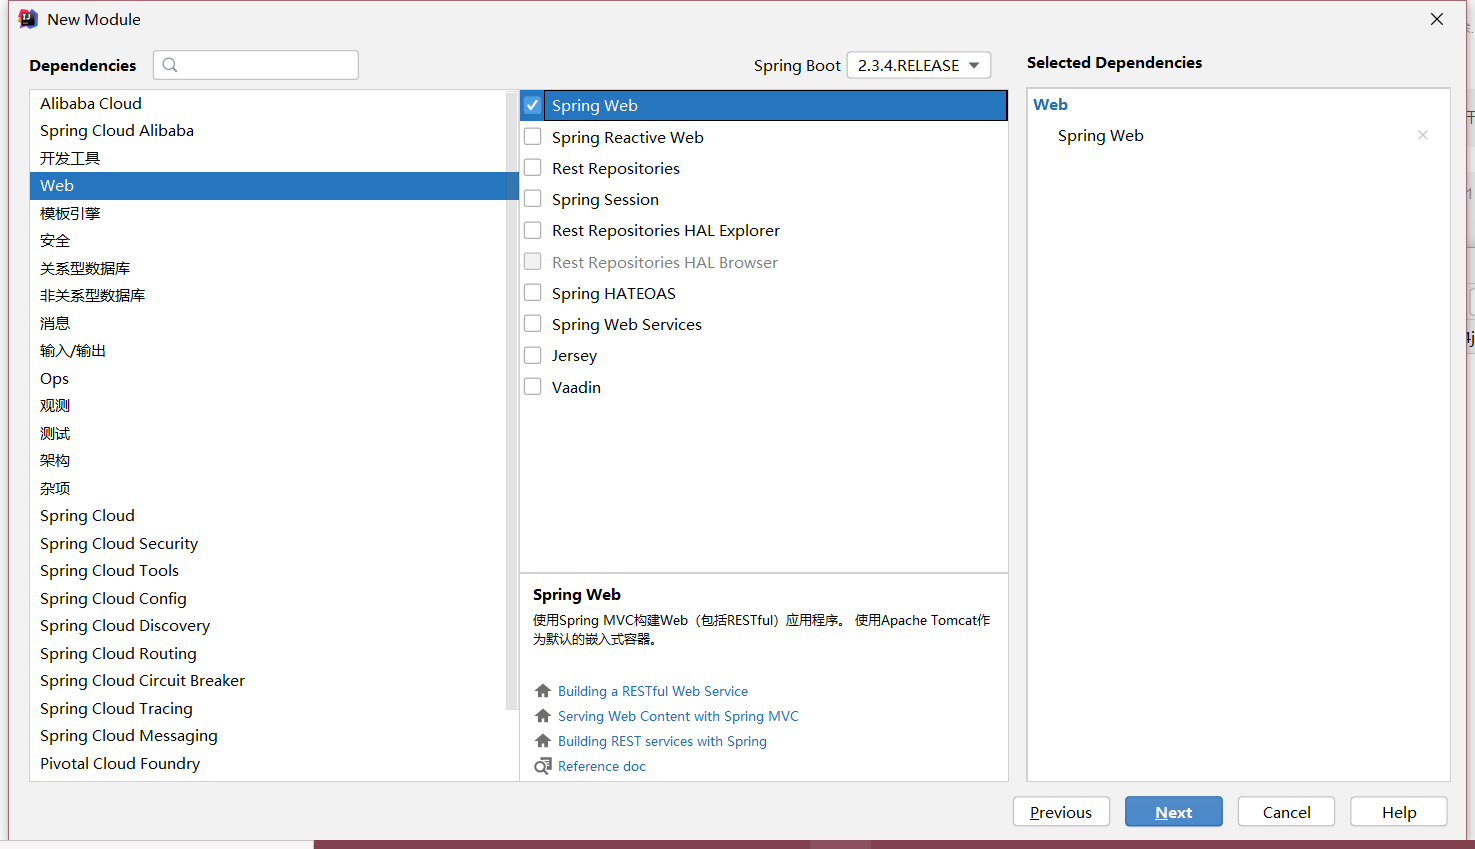 New Module
Dependencies
Spring Boot 2.3.4.RELEASE
Selected Dependencies
Alibaba Cloud
Spring Cloud Alibaba
开发工具
Web
模板引擎
安全
关系型数据库
非关系型数据库
消息
输入/输出
Ops
观测
测试
架构
杂项
Spring Cloud
Spring Cloud Security
Spring Cloud Tools
Spring Cloud Config
Spring Cloud Discovery
Spring Cloud Routing
Spring Cloud Circuit Breaker
Spring Cloud Tracing
Spring Cloud Messaging
Pivotal Cloud Foundry
Spring Web
Spring Reactive Web
Rest Repositories
Spring Session
Rest Repositories HAL Explorer
Rest Repositories HAL Browser
Spring HATEOAS
Spring Web Services
Jersey
Vaadin
Spring Web
使用Spring MVC构建Web（包括RESTful）应用程序。 使用Apache Tomcat作
为默认的嵌入式容器。
Building a RESTful Web Service
Serving Web Content with Spring MVC
Building REST services with Spring
Reference doc
Web
Spring Web
Previous
Next
Cancel
Help